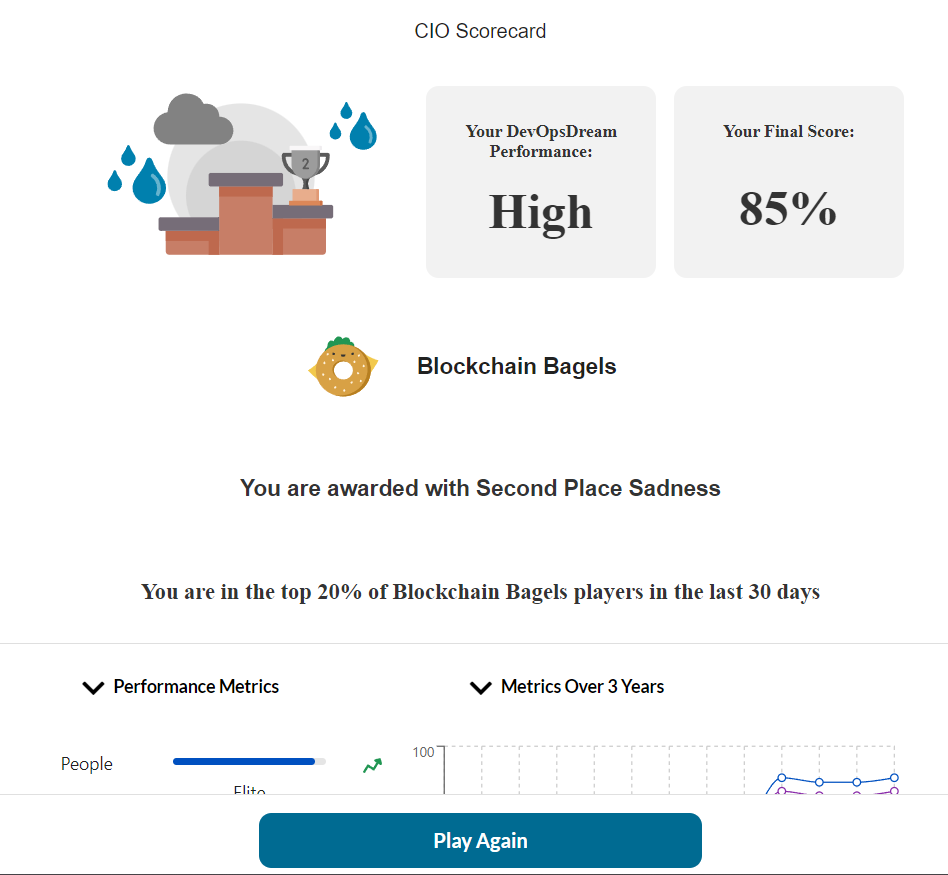 CIO Scorecard
2
Your DevOpsDream
Performance:
High
Your Final Score:
85%
Blockchain Bagels
You are awarded with Second Place Sadness
You are in the top 20% of Blockchain Bagels players in the last 30 days
Performance Metrics
Metrics Over 3 Years
People
100
Elite
Play Again